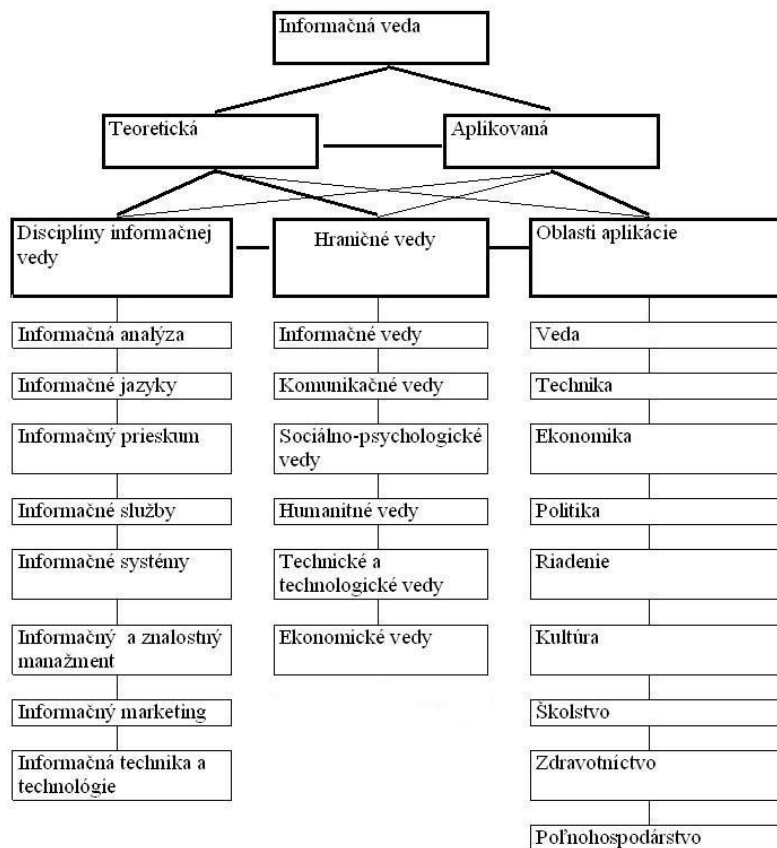 Informačná veda
Teoretická
Aplikovaná
Disciplíny informačnej
vedy
Hraničné vedy
Oblasti aplikácie
Informačná analýza
Informačné jazyky
Informačný prieskum
Informačné služby
Informačné systémy
Informačný a znalostný
manažment
Informačný marketing
Informačná technika a
technológie
Informačné vedy
Komunikačné vedy
Sociálno-psychologické
vedy
Humanitné vedy
Technické a
technologické vedy
Ekonomické vedy
Veda
Technika
Ekonomika
Politika
Riadenie
Kultúra
Školstvo
Zdravotníctvo
Poľnohospodárstvo